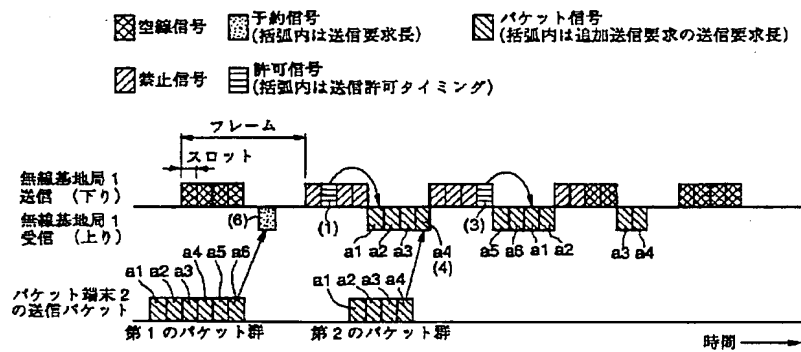 空線信号
予約信号
(括弧内は送信要求長)
パケット信号
(括弧内は追加送信要求の送信要求長)
禁止信号
許可信号
(括弧内は送信許可タイミング)
フレーム
スロット
無線基地局1
送信 (下り)
無線基地局1
受信 (上り)
(6)
(1)
(3)
a1 a2 a3 a4
(4)
a5 a6 a1 a2
a3 a4
a1 a2 a3 a4 a5 a6
a1 a2 a3 a4
パケット端末2
の送信パケット
第1のパケット群
第2のパケット群
時間